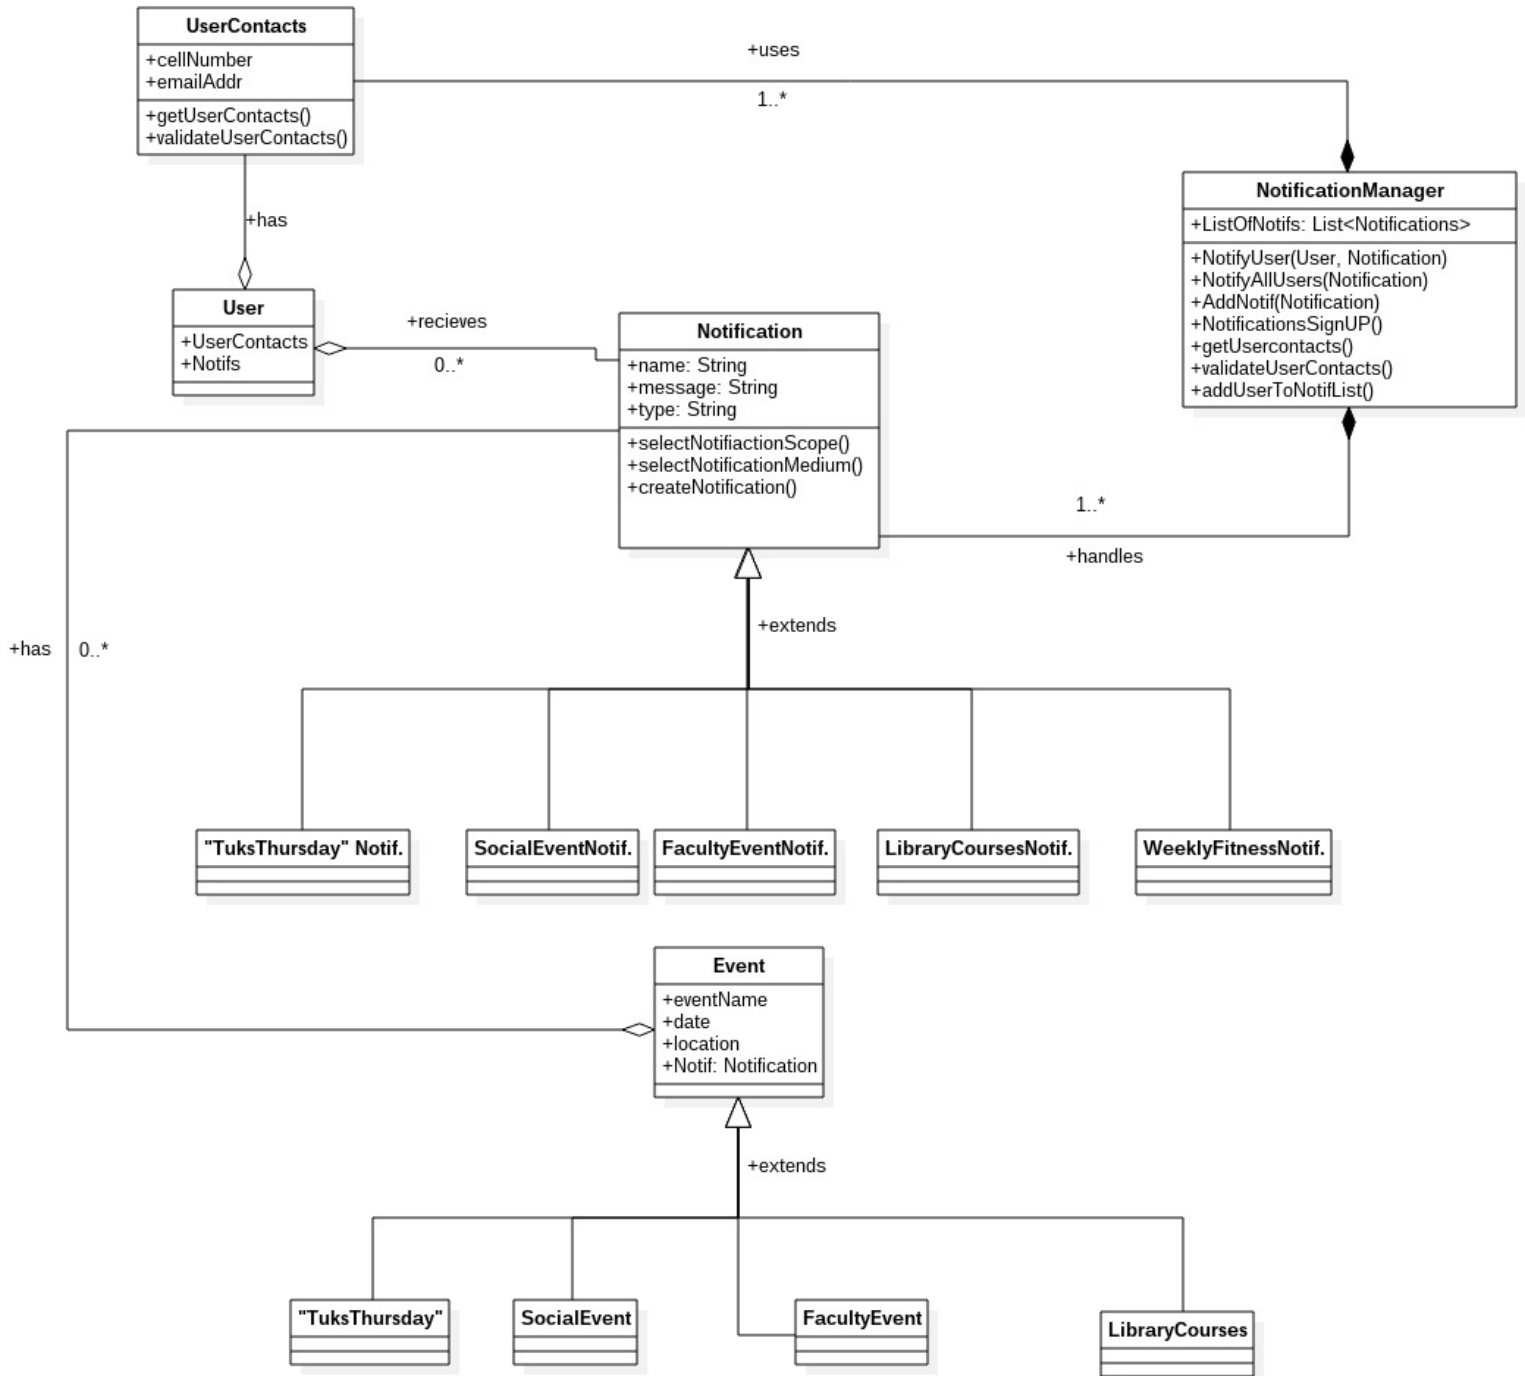 UserContacts
+cellNumber
+emailAddr
+getUserContacts()
+validateUserContacts()
+uses
1..*
NotificationManager
+ListOfNotifs: List<Notifications>
+NotifyUser(User, Notification)
+NotifyAllUsers(Notification)
+AddNotif(Notification)
+NotificationsSignUP()
+getUsercontacts()
+validateUserContacts()
+addUserToNotifList()
+has
User
+UserContacts
+Notifs
+recieves
0..*
Notification
+name: String
+message: String
+type: String
+selectNotifiactionScope()
+selectNotificationMedium()
+createNotification()
1..*
+handles
+extends
+has
0..*
"TuksThursday" Notif.
SocialEventNotif.
FacultyEventNotif.
LibraryCoursesNotif.
WeeklyFitnessNotif.
Event
+eventName
+date
+location
+Notif: Notification
+extends
"TuksThursday"
SocialEvent
FacultyEvent
LibraryCourses